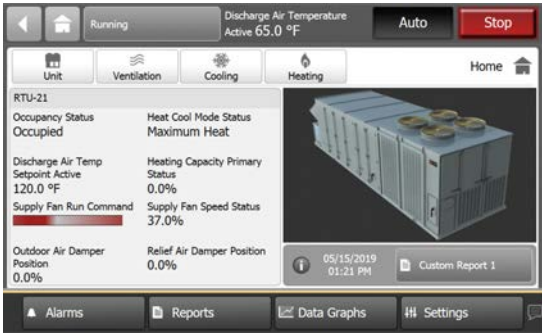 Running
Discharge Air Temperature
Active 65.0 °F
Auto
Stop
Unit
Ventilation
Cooling
Heating
Home
RTU-21
Occupancy Status
Occupied
Heat Cool Mode Status
Maximum Heat
Discharge Air Temp
Setpoint Active
120.0 °F
Heating Capacity Primary
Status
0.0%
Supply Fan Run Command
Supply Fan Speed Status
37.0%
Outdoor Air Damper
Position
0.0%
Relief Air Damper Position
0.0%
05/15/2019
01:21 PM
Custom Report 1
Alarms
Reports
Data Graphs
Settings